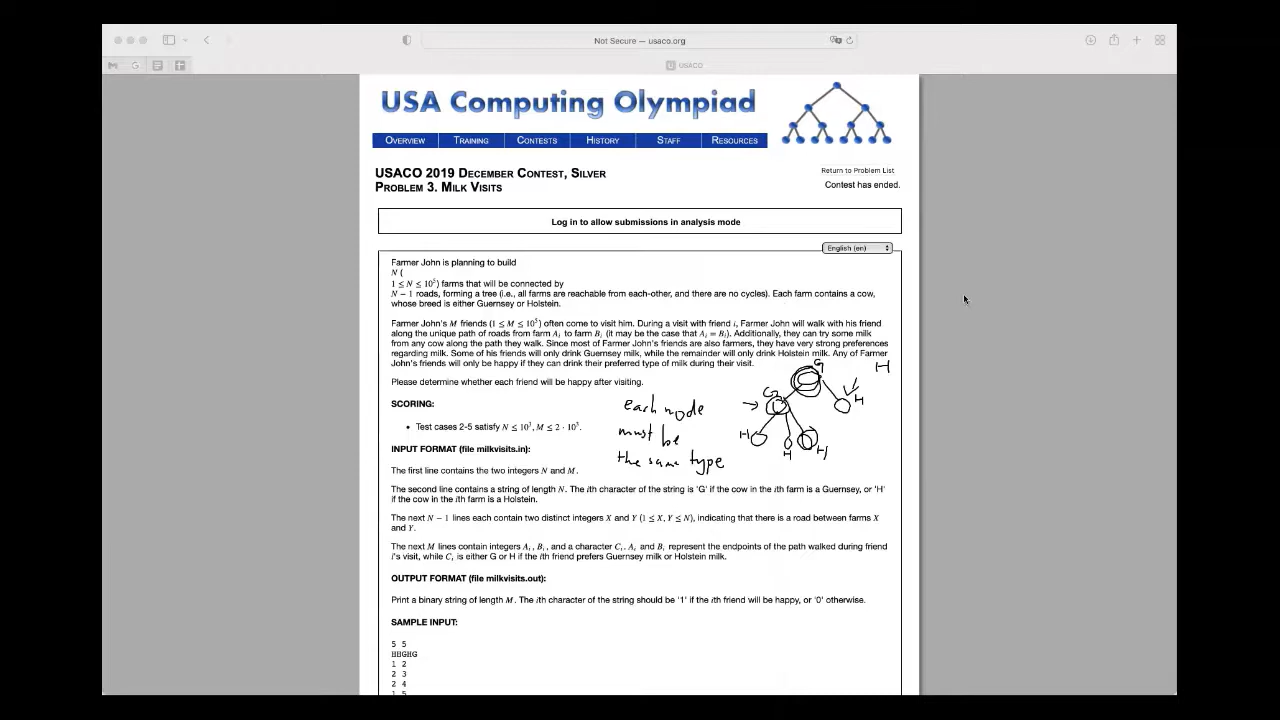 Not Secure — usaco.org
USACO
USA Computing Olympiad
OVERVIEW TRAINING CONTESTS HISTORY STAFF RESOURCES
USACO 2019 DECEMBER CONTEST, SILVER
PROBLEM 3. MILK VISITS
Return to Problem List
Contest has ended.
Log in to allow submissions in analysis mode
English (en)
Farmer John is planning to build
N (
1 ≤ N ≤ 10⁵) farms that will be connected by
N − 1 roads, forming a tree (i.e., all farms are reachable from each-other, and there are no cycles). Each farm contains a cow,
whose breed is either Guernsey or Holstein.
Farmer John's M friends (1 ≤ M ≤ 10⁵) often come to visit him. During a visit with friend i, Farmer John will walk with his friend
along the unique path of roads from farm Aᵢ to farm Bᵢ (it may be the case that Aᵢ = Bᵢ). Additionally, they can try some milk
from any cow along the path they walk. Since most of Farmer John's friends are also farmers, they have very strong preferences
regarding milk. Some of his friends will only drink Guernsey milk, while the remainder will only drink Holstein milk. Any of Farmer
John's friends will only be happy if they can drink their preferred type of milk during their visit.
G H
Please determine whether each friend will be happy after visiting.
G H
SCORING:
each node
Test cases 2-5 satisfy N ≤ 10³, M ≤ 2 · 10³.
must be
H H H
INPUT FORMAT (file milkvisits.in):
the same type
The first line contains the two integers N and M.
The second line contains a string of length N. The ith character of the string is 'G' if the cow in the ith farm is a Guernsey, or 'H'
if the cow in the ith farm is a Holstein.
The next N − 1 lines each contain two distinct integers X and Y (1 ≤ X, Y ≤ N), indicating that there is a road between farms X
and Y.
The next M lines contain integers Aᵢ, Bᵢ, and a character Cᵢ. Aᵢ and Bᵢ represent the endpoints of the path walked during friend
i's visit, while Cᵢ is either G or H if the ith friend prefers Guernsey milk or Holstein milk.
OUTPUT FORMAT (file milkvisits.out):
Print a binary string of length M. The ith character of the string should be '1' if the ith friend will be happy, or '0' otherwise.
SAMPLE INPUT:
5 5
HHGHG
1 2
2 3
2 4
1 5